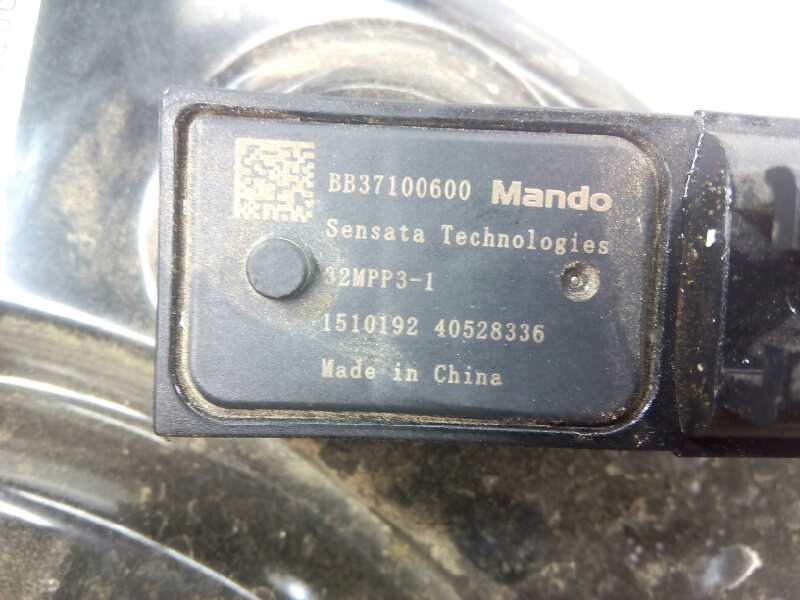 BB37100600 Mando
Sensata Technologies
32MPP3-1
1510192 40528336
Made in China